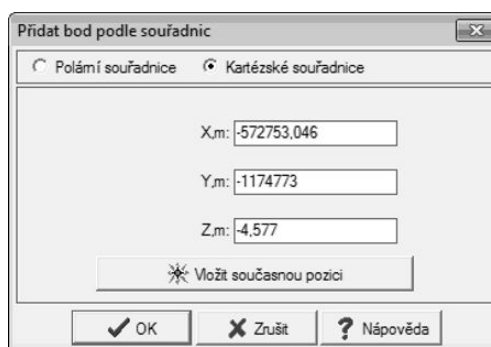 Přidat bod podle souřadnic
Polární souřadnice Kartézské souřadnice
X,m: -572753,046
Y,m: -1174773
Z,m: -4,577
Vložit současnou pozici
OK Zrušit Nápověda